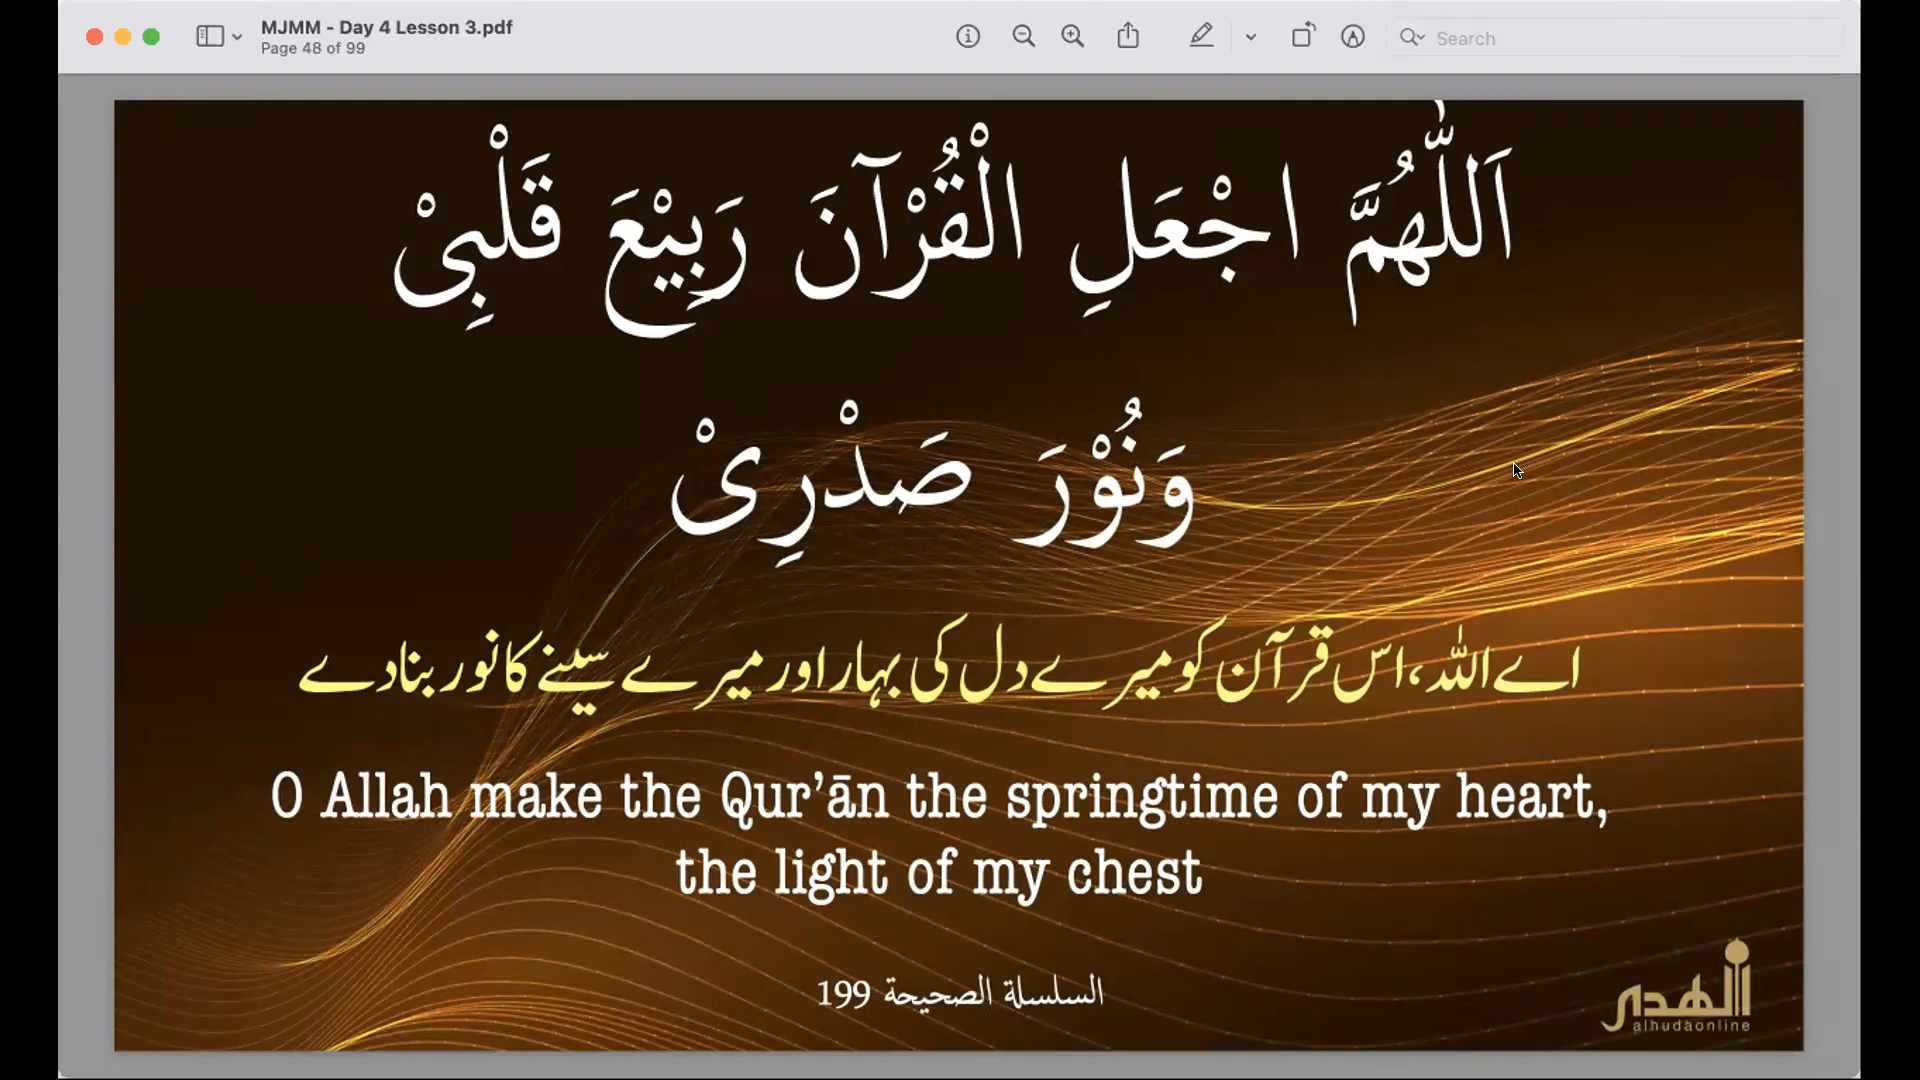 MJMM - Day 4 Lesson 3.pdf
Page 48 of 99
Search
اَللّٰهُمَّ اجْعَلِ الْقُرْآنَ رَبِيْعَ قَلْبِىْ
وَنُوْرَ صَدْرِىْ
اے اللہ، اس قرآن کو میرے دل کی بہار اور میرے سینے کا نور بنا دے
O Allah make the Qur’ān the springtime of my heart,
the light of my chest
السلسلة الصحيحة 199
الهدى
alhudaonline